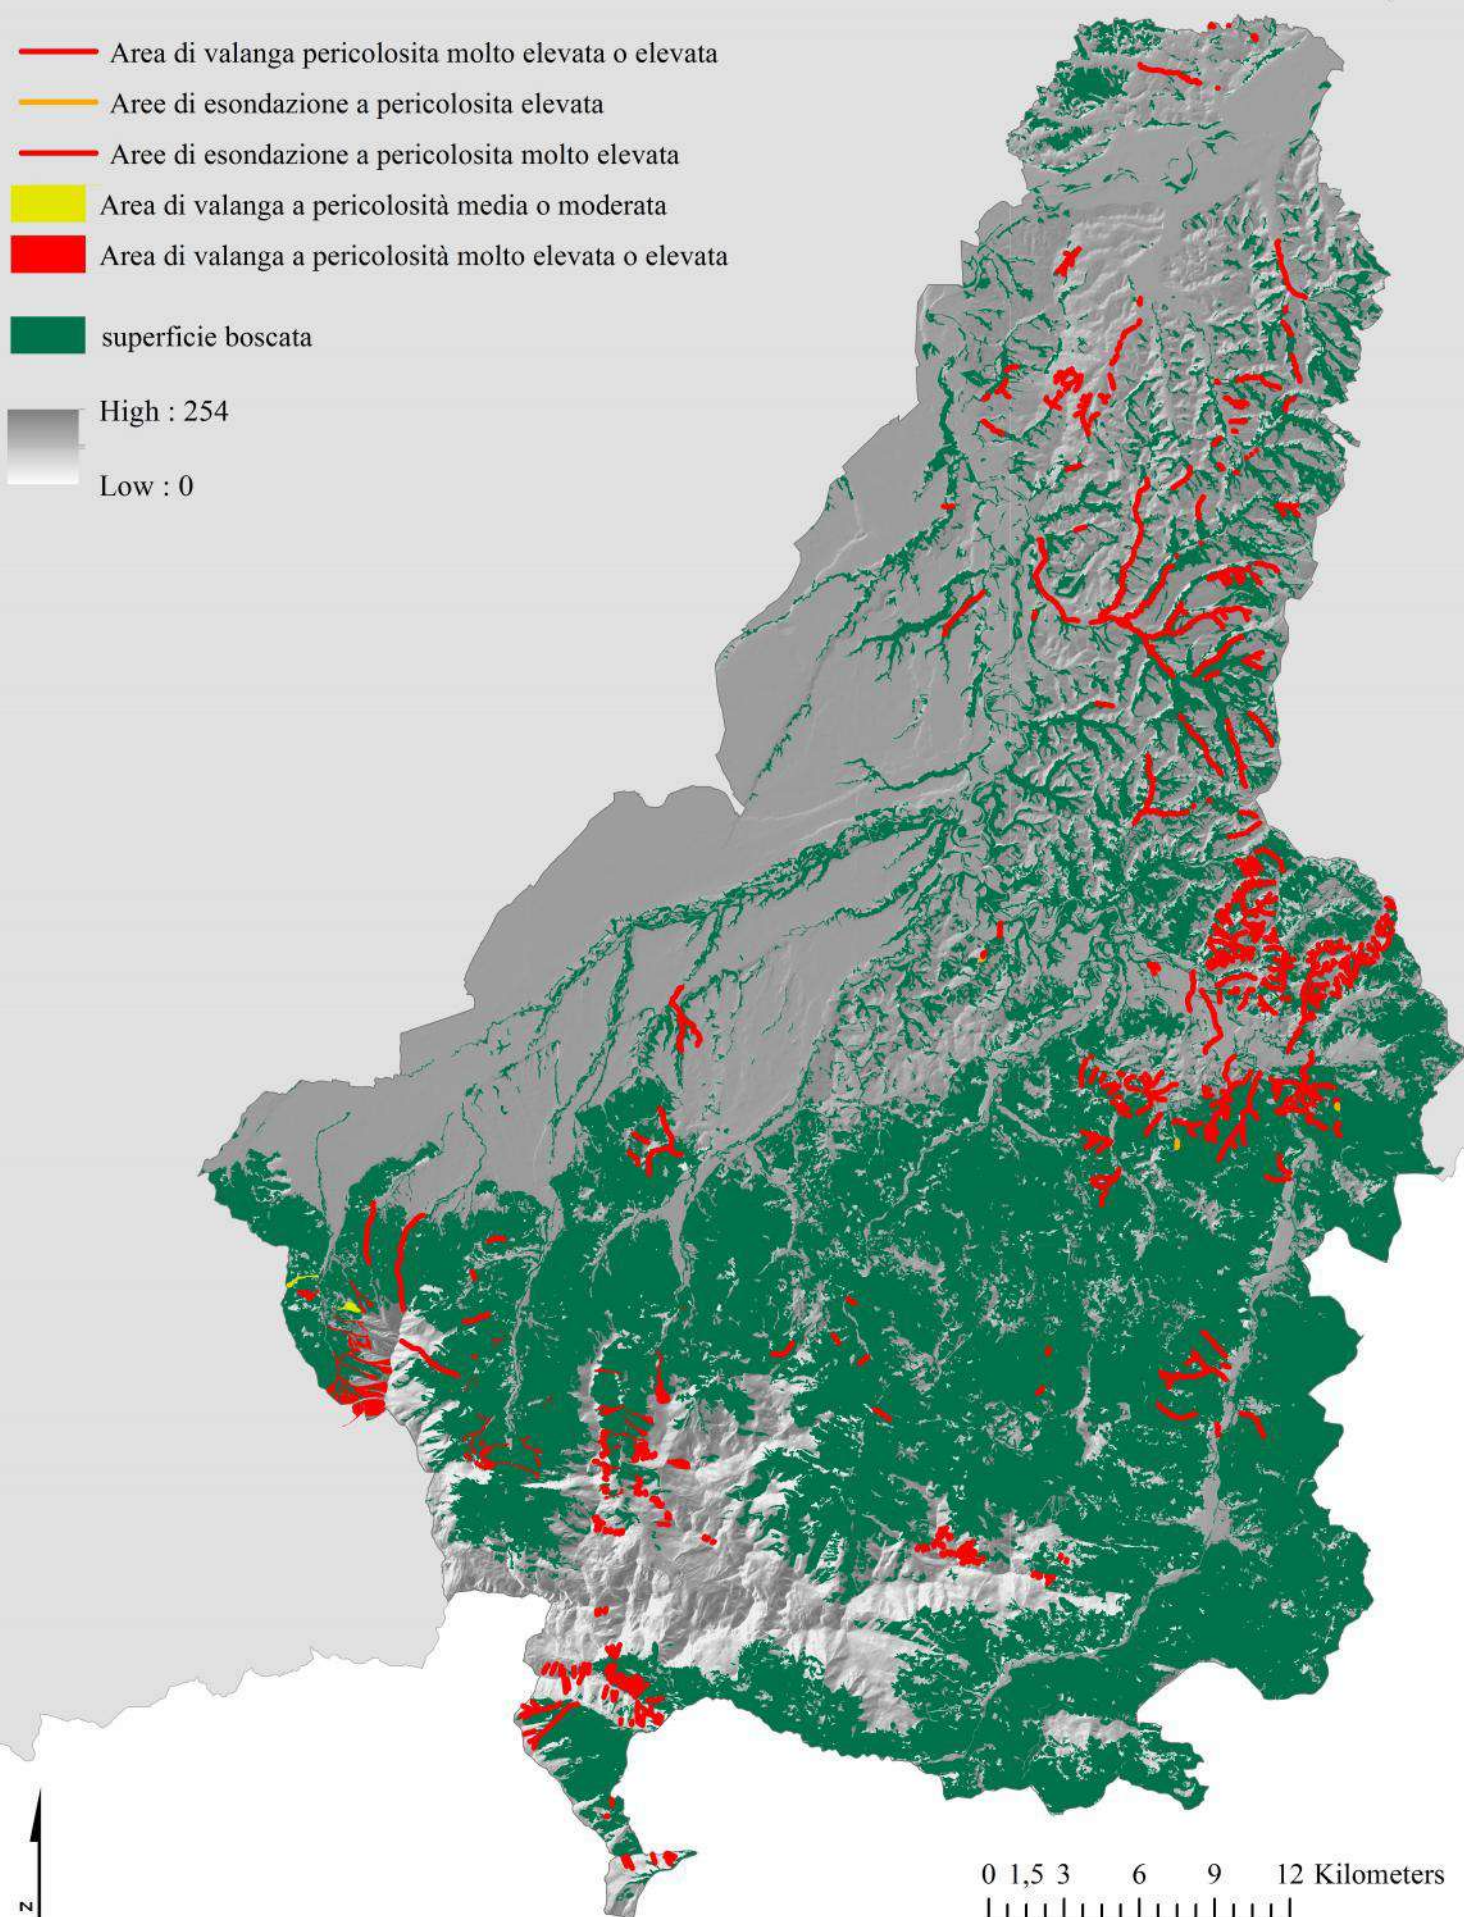 Area di valanga pericolosita molto elevata o elevata
Aree di esondazione a pericolosita elevata
Aree di esondazione a pericolosita molto elevata
Area di valanga a pericolosità media o moderata
Area di valanga a pericolosità molto elevata o elevata
superficie boscata
High : 254
Low : 0
0 1,5 3 6 9 12 Kilometers
N